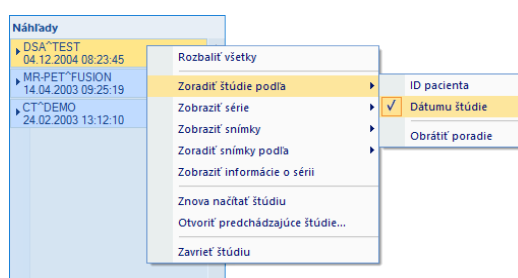 Náhľady
DSA^TEST
04.12.2004 08:23:45
MR-PET^FUSION
14.04.2003 09:25:19
CT^DEMO
24.02.2003 13:12:10
Rozbaliť všetky
Zoradiť štúdie podľa
Zobraziť série
Zobraziť snímky
Zoradiť snímky podľa
Zobraziť informácie o sérii
Znova načítať štúdiu
Otvoriť predchádzajúce štúdie...
Zavrieť štúdiu
ID pacienta
Dátumu štúdie
Obrátiť poradie